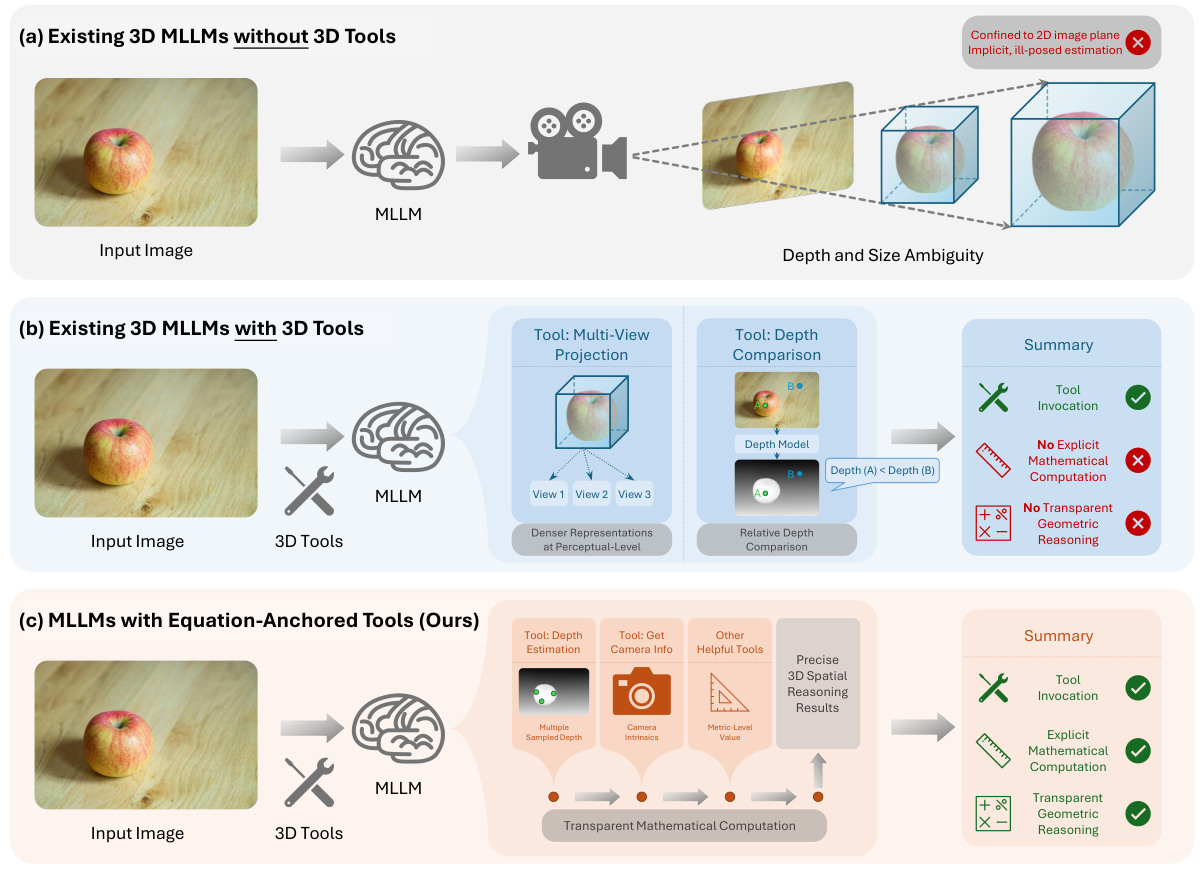 (a) Existing 3D MLLMs without 3D Tools
Confined to 2D image plane
Implicit, ill-posed estimation
MLLM
Input Image
Depth and Size Ambiguity
(b) Existing 3D MLLMs with 3D Tools
Input Image
3D Tools
MLLM
Tool: Multi-View
Projection
View 1
View 2
View 3
Denser Representations
at Perceptual-Level
Tool: Depth
Comparison
B
A
Depth Model
B
A
Depth (A) < Depth (B)
Relative Depth
Comparison
Summary
Tool
Invocation
No Explicit
Mathematical
Computation
No Transparent
Geometric
Reasoning
(c) MLLMs with Equation-Anchored Tools (Ours)
Input Image
3D Tools
MLLM
Tool: Depth
Estimation
Multiple
Sampled Depth
Tool: Get
Camera Info
Camera
Intrinsics
Other
Helpful Tools
Metric-Level
Value
Precise
3D Spatial
Reasoning
Results
Transparent Mathematical Computation
Summary
Tool
Invocation
Explicit
Mathematical
Computation
Transparent
Geometric
Reasoning